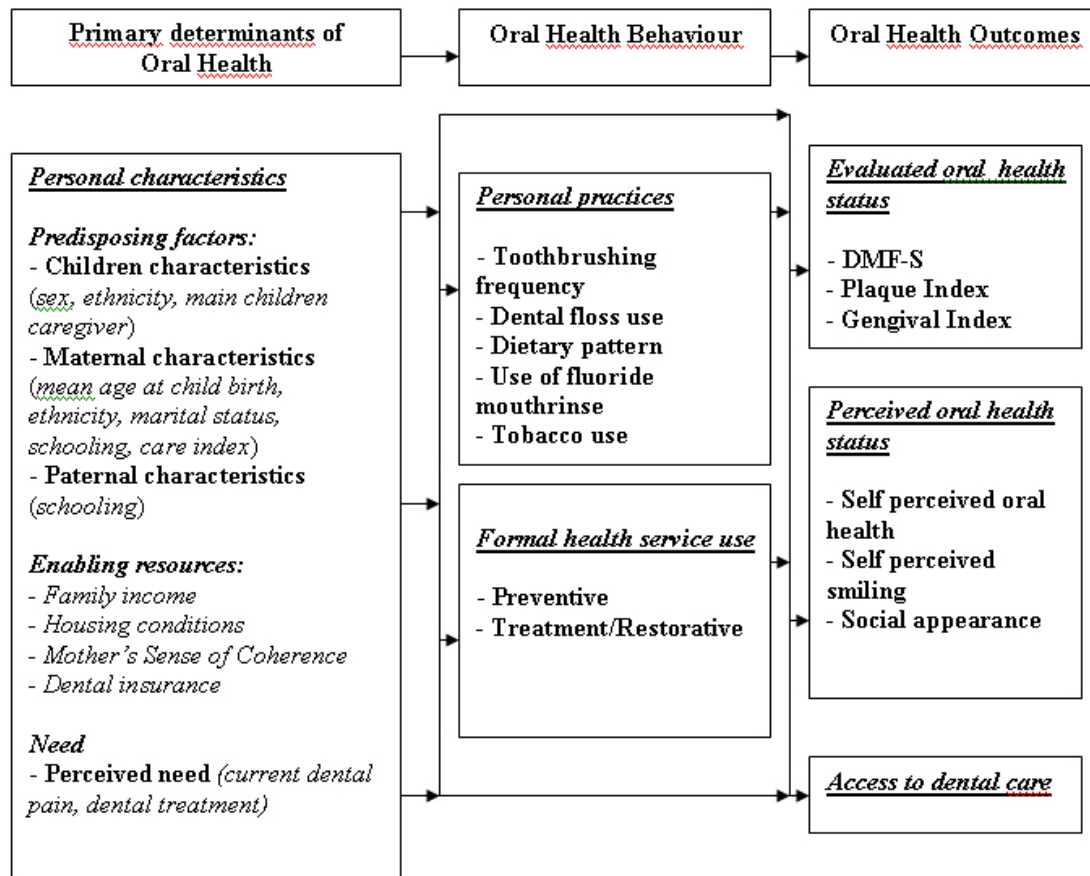 Primary determinants of
Oral Health
Oral Health Behaviour
Oral Health Outcomes
Personal characteristics
Predisposing factors:
- Children characteristics
(sex, ethnicity, main children
caregiver)
- Maternal characteristics
(mean age at child birth,
ethnicity, marital status,
schooling, care index)
- Paternal characteristics
(schooling)
Enabling resources:
- Family income
- Housing conditions
- Mother's Sense of Coherence
- Dental insurance
Need
- Perceived need (current dental
pain, dental treatment)
Personal practices
- Toothbrushing
frequency
- Dental floss use
- Dietary pattern
- Use of fluoride
mouthrinse
- Tobacco use
Formal health service use
- Preventive
- Treatment/Restorative
Evaluated oral health
status
- DMF-S
- Plaque Index
- Gengival Index
Perceived oral health
status
- Self perceived oral
health
- Self perceived
smiling
- Social appearance
Access to dental care